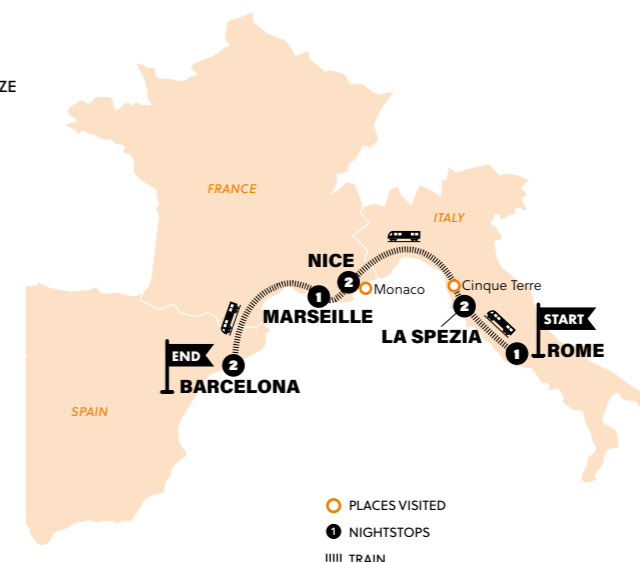 ZE
FRANCE
ITALY
NICE
2
Monaco
Cinque Terre
1
MARSEILLE
2
LA SPEZIA
START
1
ROME
END
2
BARCELONA
SPAIN
PLACES VISITED
1 NIGHTSTOPS
TRAIN